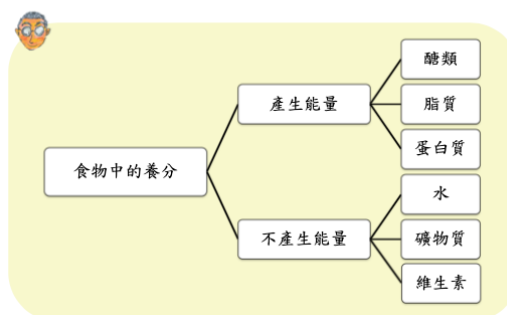 食物中的養分
產生能量
醣類
脂質
蛋白質
不產生能量
水
礦物質
維生素